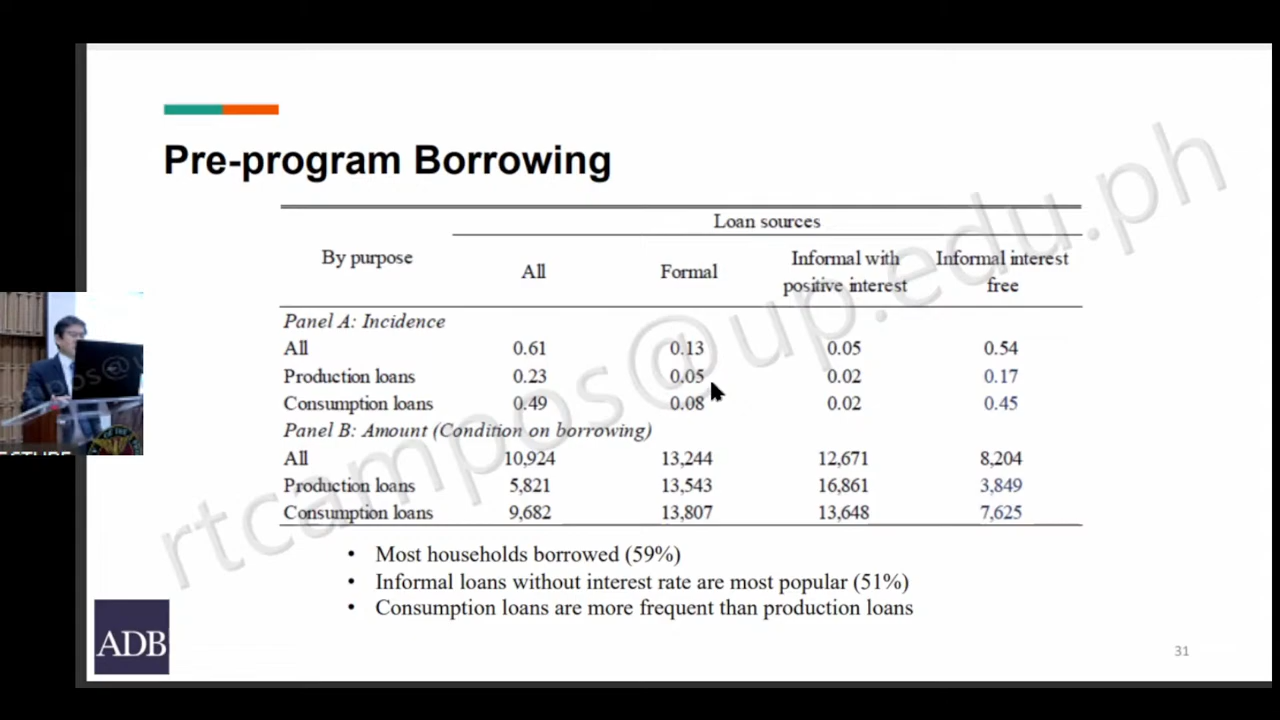 Pre-program Borrowing
Loan sources
By purpose All Formal Informal with positive interest Informal interest free
Panel A: Incidence
All 0.61 0.13 0.05 0.54
Production loans 0.23 0.05 0.02 0.17
Consumption loans 0.49 0.08 0.02 0.45
Panel B: Amount (Condition on borrowing)
All 10,924 13,244 12,671 8,204
Production loans 5,821 13,543 16,861 3,849
Consumption loans 9,682 13,807 13,648 7,625
• Most households borrowed (59%)
• Informal loans without interest rate are most popular (51%)
• Consumption loans are more frequent than production loans
ADB
31
rtcampos@up.edu.ph